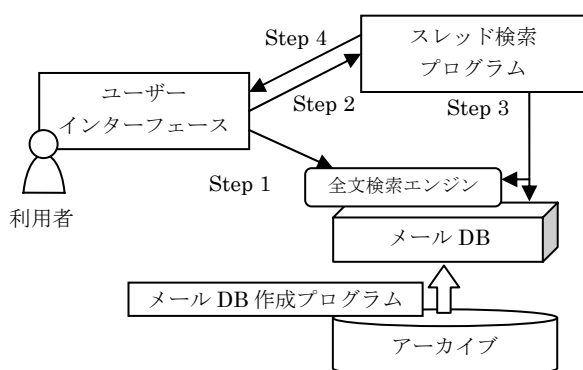 Step 4
スレッド検索
プログラム
ユーザー
インターフェース
Step 2
Step 3
Step 1
全文検索エンジン
利用者
メール DB
メール DB 作成プログラム
アーカイブ